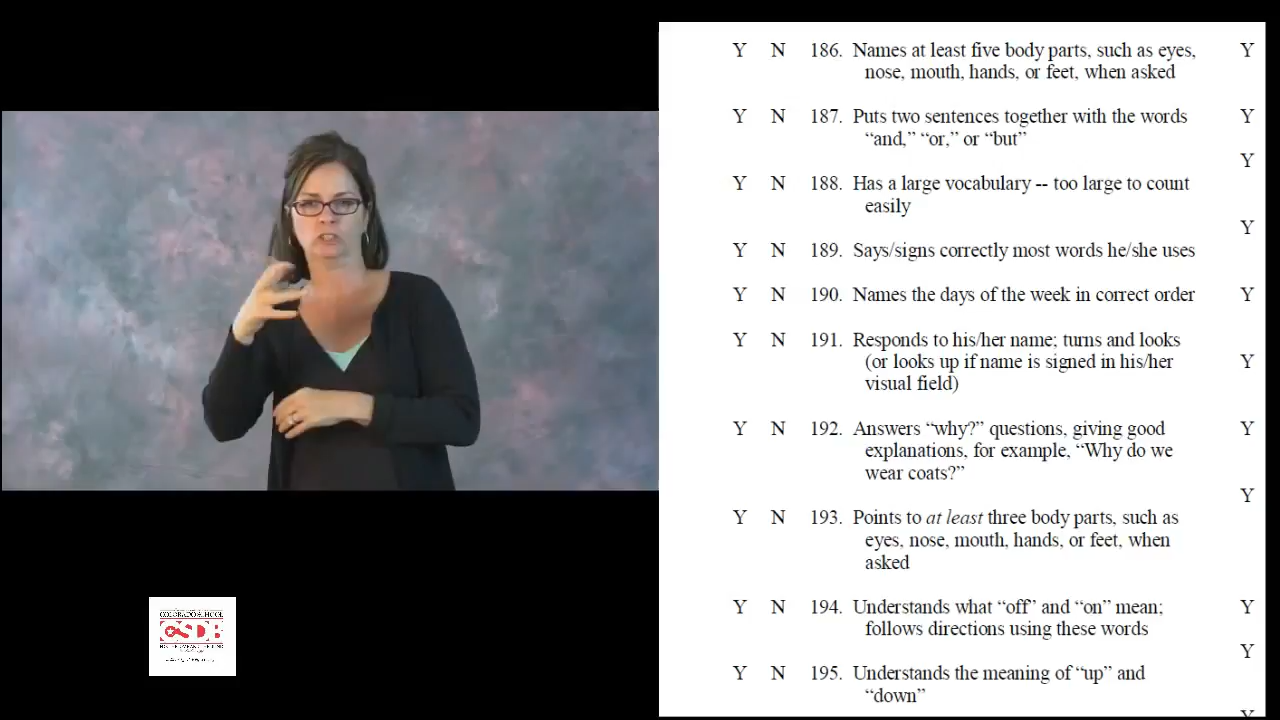 Y N 186. Names at least five body parts, such as eyes, Y
nose, mouth, hands, or feet, when asked
Y N 187. Puts two sentences together with the words Y
“and,” “or,” or “but”
Y
Y N 188. Has a large vocabulary -- too large to count
easily
Y
Y N 189. Says/signs correctly most words he/she uses
Y N 190. Names the days of the week in correct order Y
Y N 191. Responds to his/her name; turns and looks
(or looks up if name is signed in his/her Y
visual field)
Y N 192. Answers “why?” questions, giving good Y
explanations, for example, “Why do we
wear coats?”
Y
Y N 193. Points to at least three body parts, such as
eyes, nose, mouth, hands, or feet, when
asked
Y N 194. Understands what “off” and “on” mean; Y
follows directions using these words
Y
Y N 195. Understands the meaning of “up” and
“down”
COLORADO SCHOOL
CSDB